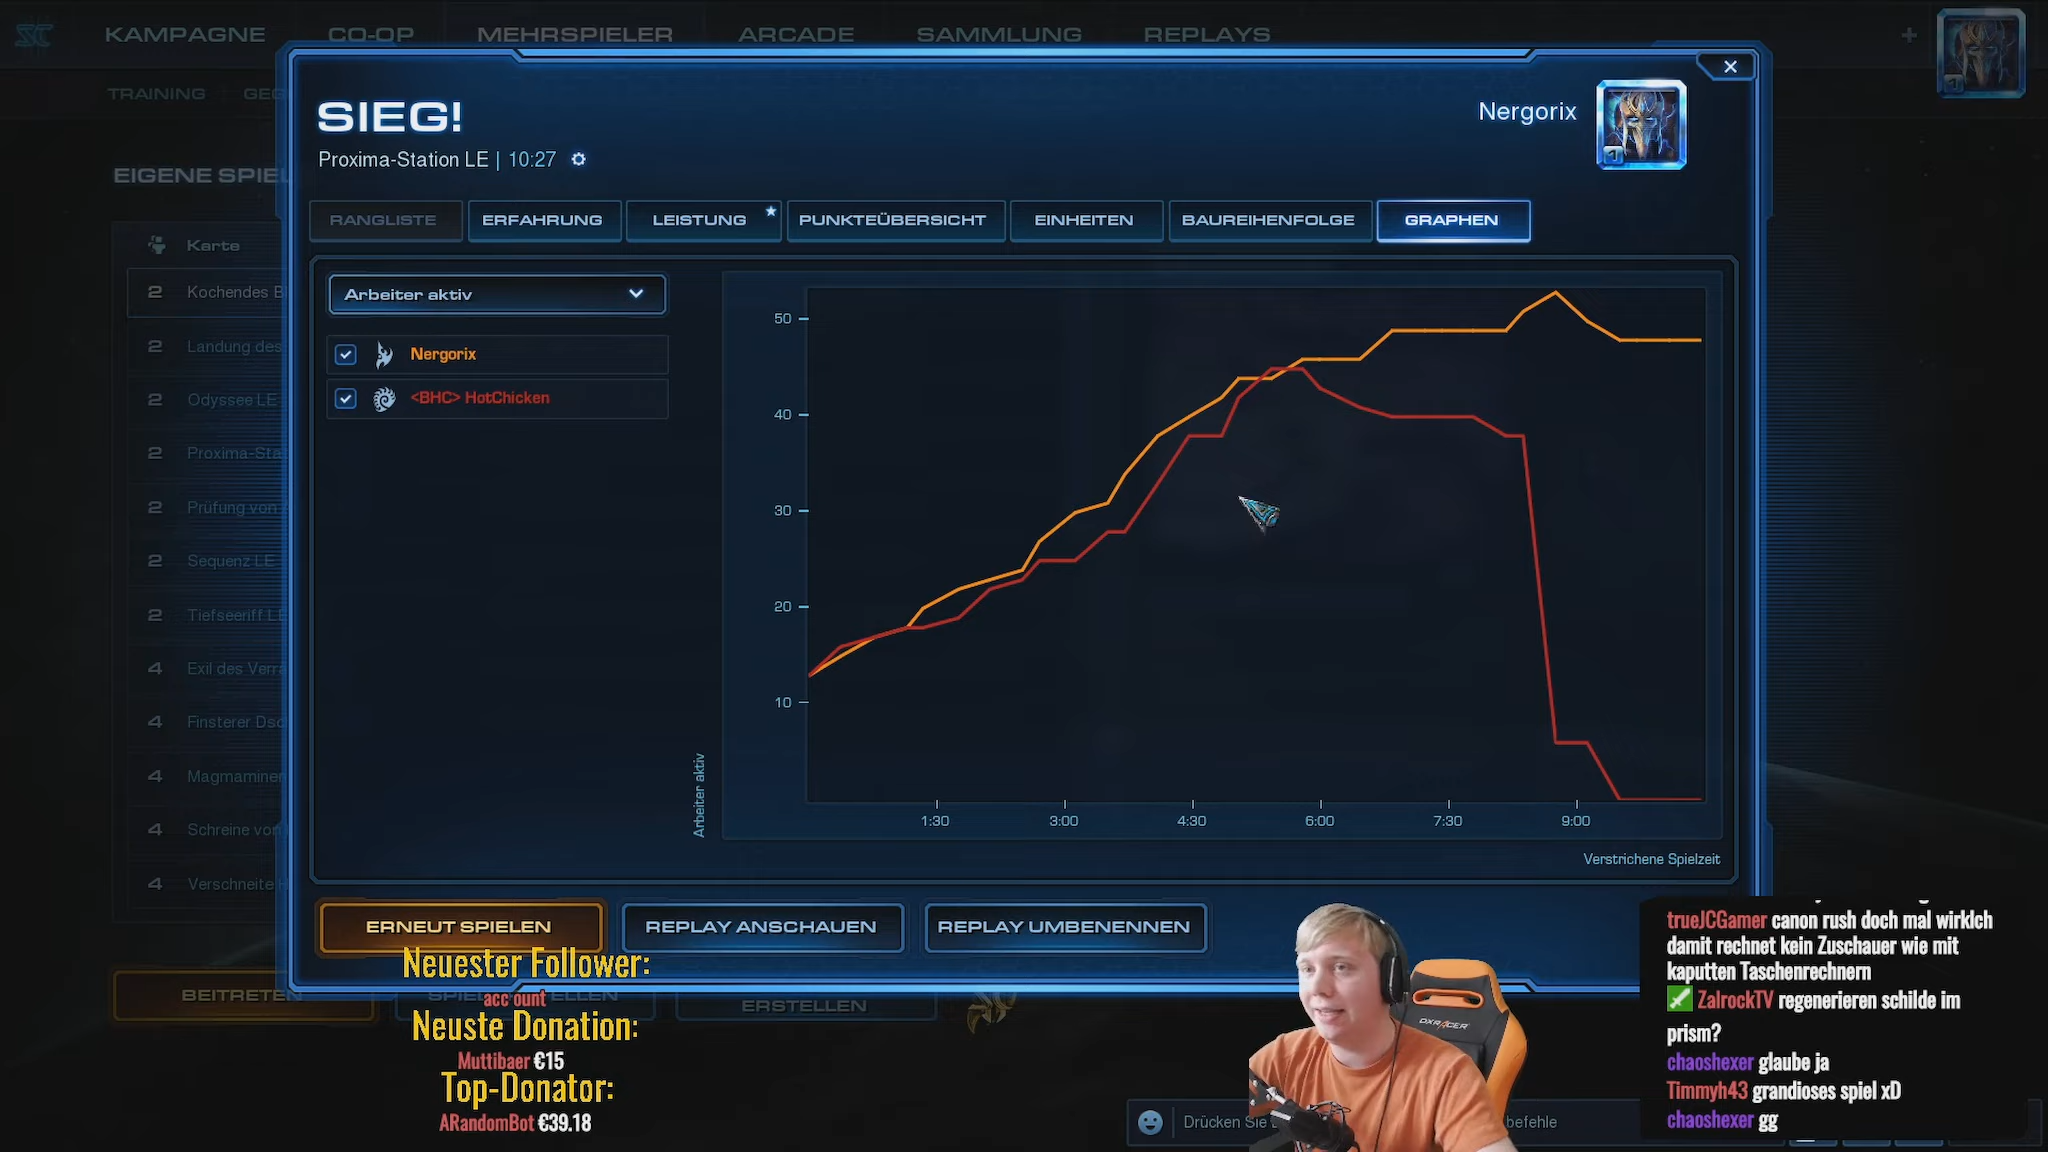 KAMPAGNE
CO-OP
MEHRSPIELER
ARCADE
SAMMLUNG
REPLAYS
TRAINING
SIEG!
Proxima-Station LE | 10:27
Nergorix
EIGENE SPIEL
RANGLISTE
ERFAHRUNG
LEISTUNG
PUNKTEÜBERSICHT
EINHEITEN
BAUREIHENFOLGE
GRAPHEN
Karte
2 Kochendes B
2 Landung des
2 Odyssee LE
2 Proxima-Sta
2 Prüfung von
2 Sequenz LE
2 Tiefseeriff LE
4 Exil des Verra
4 Finsterer Dsc
4 Magmaminer
4 Schreine von
4 Verschneite
Arbeiter aktiv
Nergorix
<BHC> HotChicken
50
40
30
20
10
Arbeiter aktiv
1:30
3:00
4:30
6:00
7:30
9:00
Verstrichene Spielzeit
ERNEUT SPIELEN
REPLAY ANSCHAUEN
REPLAY UMBENENNEN
BEITRETEN
ERSTELLEN
Neuester Follower:
acc ount
Neuste Donation:
Muttibaer €15
Top-Donator:
ARandomBot €39.18
DXRACER
Drücken Sie
befehle
trueJCGamer canon rush doch mal wirklch
damit rechnet kein Zuschauer wie mit
kaputten Taschenrechnern
ZalrockTV regenerieren schilde im
prism?
chaoshexer glaube ja
Timmyh43 grandioses spiel xD
chaoshexer gg